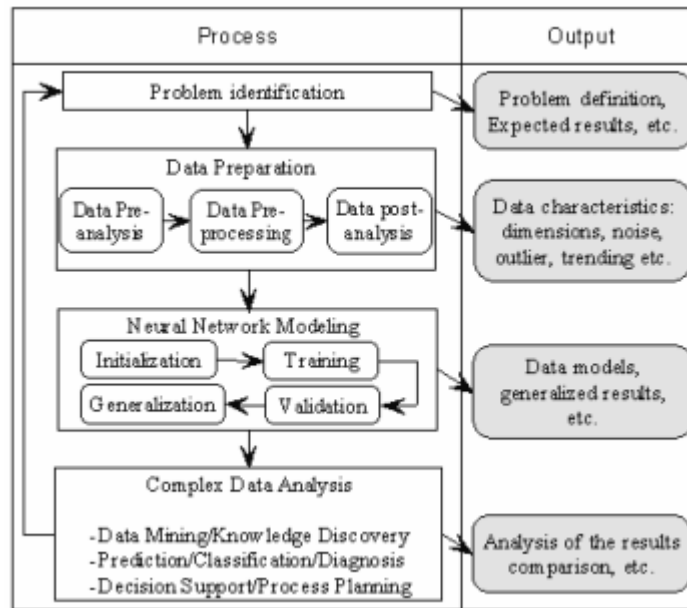 Process
Output
Problem identification
Problem definition,
Expected results, etc.
Data Preparation
Data Pre-
analysis
Data Pre-
processing
Data post-
analysis
Data characteristics:
dimensions, noise,
outlier, trending etc.
Neural Network Modeling
Initialization
Training
Generalization
Validation
Data models,
generalized results,
etc.
Complex Data Analysis
-Data Mining/Knowledge Discovery
-Prediction/Classification/Diagnosis
-Decision Support/Process Planning
Analysis of the results
comparison, etc.